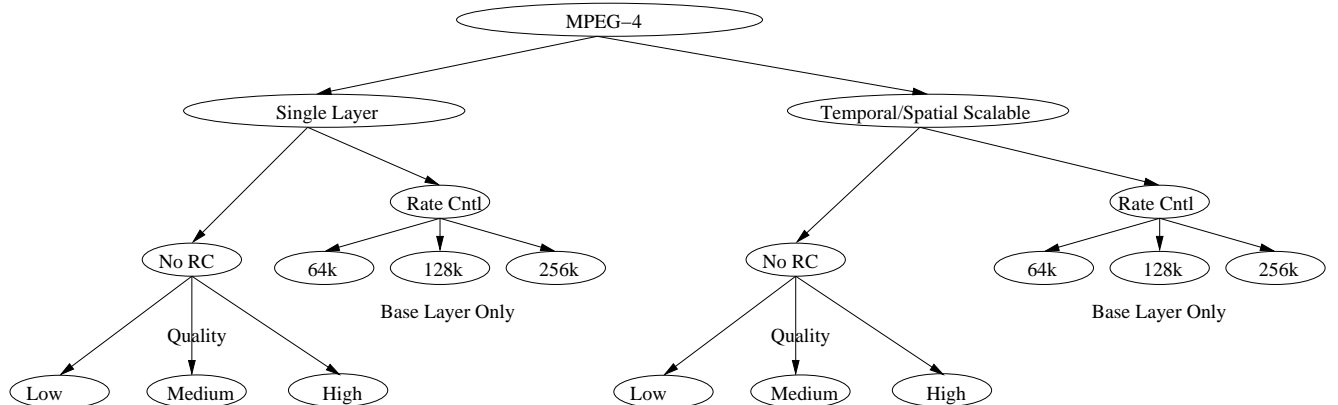 MPEG−4
Single Layer
Temporal/Spatial Scalable
Rate Cntl
Rate Cntl
No RC
64k
128k
256k
No RC
64k
128k
256k
Base Layer Only
Base Layer Only
Quality
Quality
Low
Medium
High
Low
Medium
High